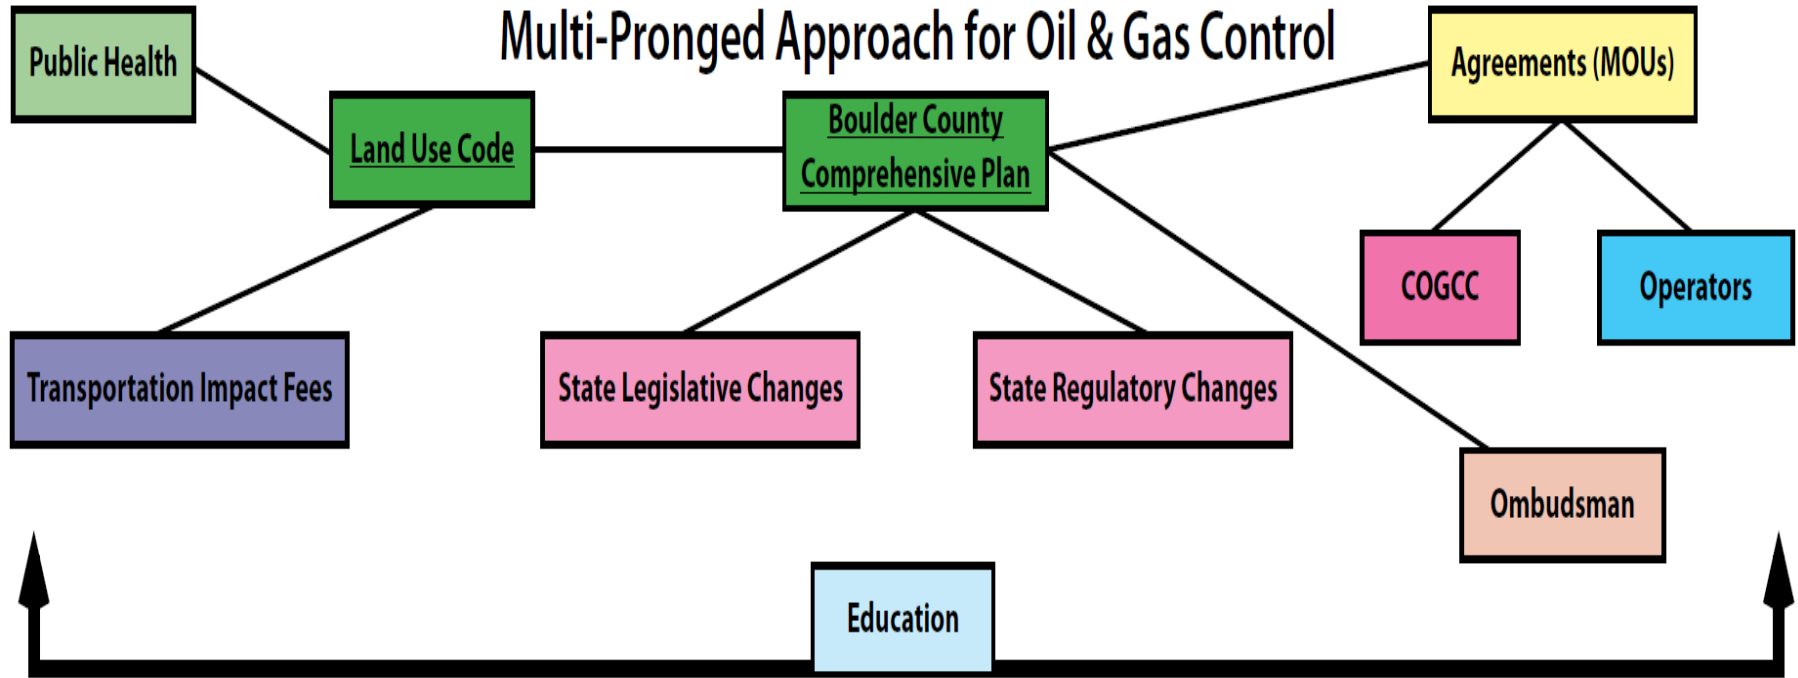 Multi-Pronged Approach for Oil & Gas Control
Public Health
Land Use Code
Boulder County
Comprehensive Plan
Agreements (MOUs)
COGCC
Operators
Transportation Impact Fees
State Legislative Changes
State Regulatory Changes
Ombudsman
Education